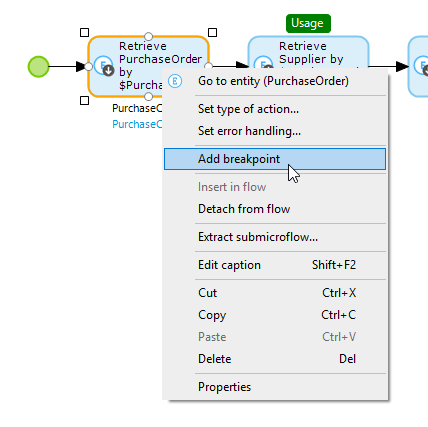 Usage
Retrieve
PurchaseOrder
by
$Purcha
Retrieve
Supplier by
PurchaseO
PurchaseO
Go to entity (PurchaseOrder)
Set type of action...
Set error handling...
Add breakpoint
Insert in flow
Detach from flow
Extract submicroflow...
Edit caption Shift+F2
Cut Ctrl+X
Copy Ctrl+C
Paste Ctrl+V
Delete Del
Properties